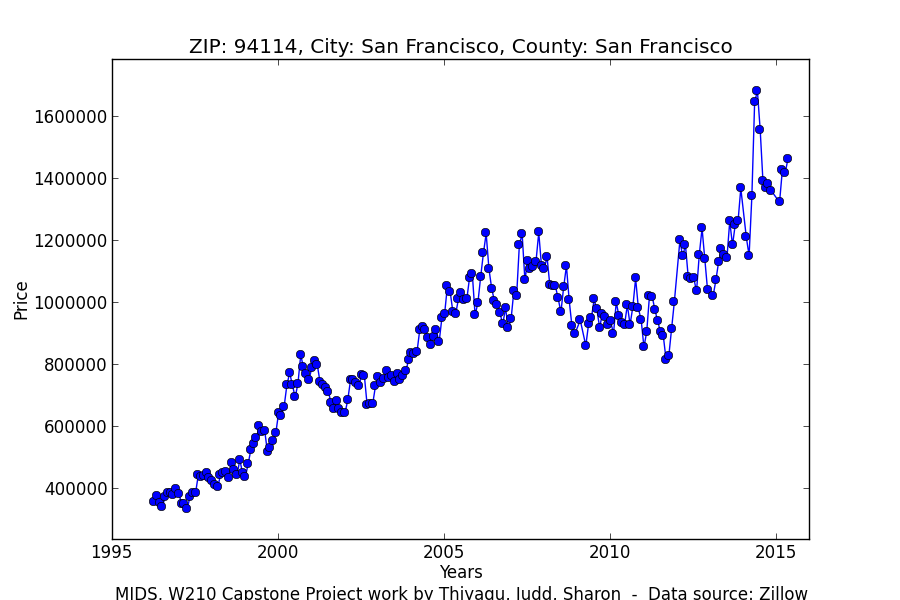 ZIP: 94114, City: San Francisco, County: San Francisco
1600000
1400000
1200000
1000000
800000
600000
400000
Price
1995 2000 2005 2010 2015
Years
MIDS, W210 Capstone Project work by Thiyagu, Judd, Sharon - Data source: Zillow